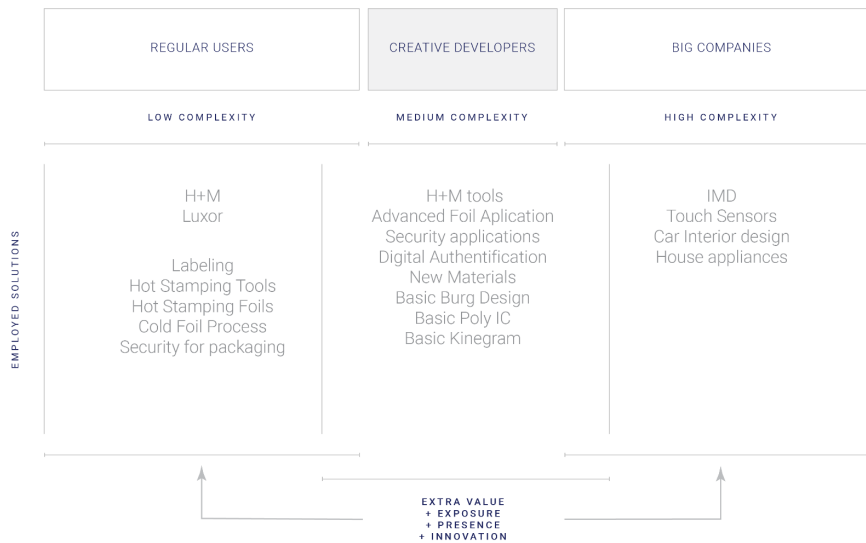 REGULAR USERS
CREATIVE DEVELOPERS
BIG COMPANIES
LOW COMPLEXITY
MEDIUM COMPLEXITY
HIGH COMPLEXITY
EMPLOYED SOLUTIONS
H+M
Luxor
Labeling
Hot Stamping Tools
Hot Stamping Foils
Cold Foil Process
Security for packaging
H+M tools
Advanced Foil Aplication
Security applications
Digital Authentification
New Materials
Basic Burg Design
Basic Poly IC
Basic Kinegram
IMD
Touch Sensors
Car Interior design
House appliances
EXTRA VALUE
+ EXPOSURE
+ PRESENCE
+ INNOVATION